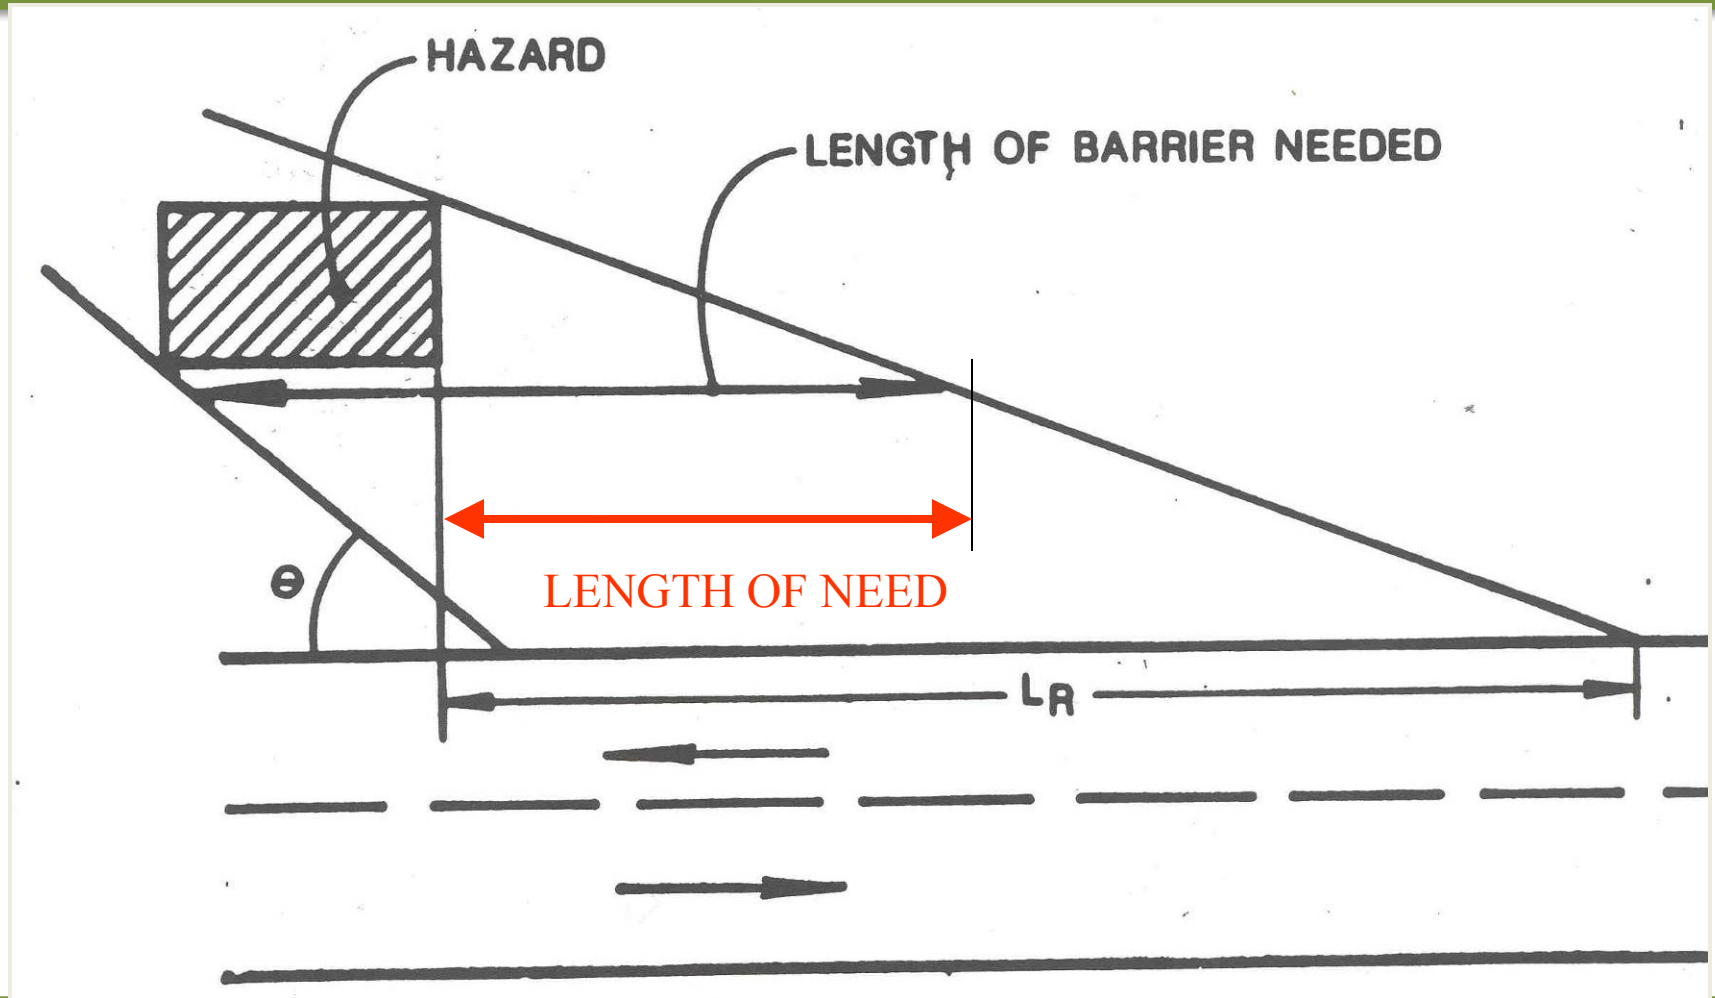 HAZARD
LENGTH OF BARRIER NEEDED
LENGTH OF NEED
θ
LR